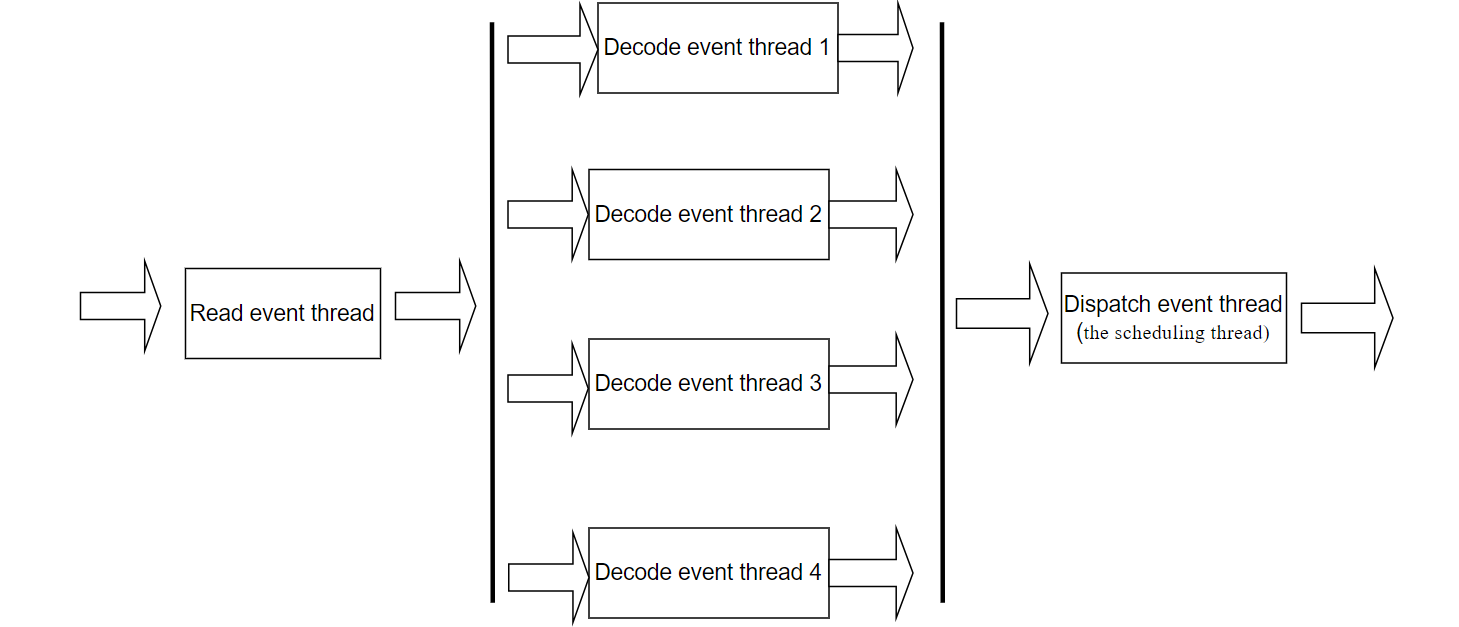 Decode event thread 1
Decode event thread 2
Read event thread
Dispatch event thread
(the scheduling thread)
Decode event thread 3
Decode event thread 4